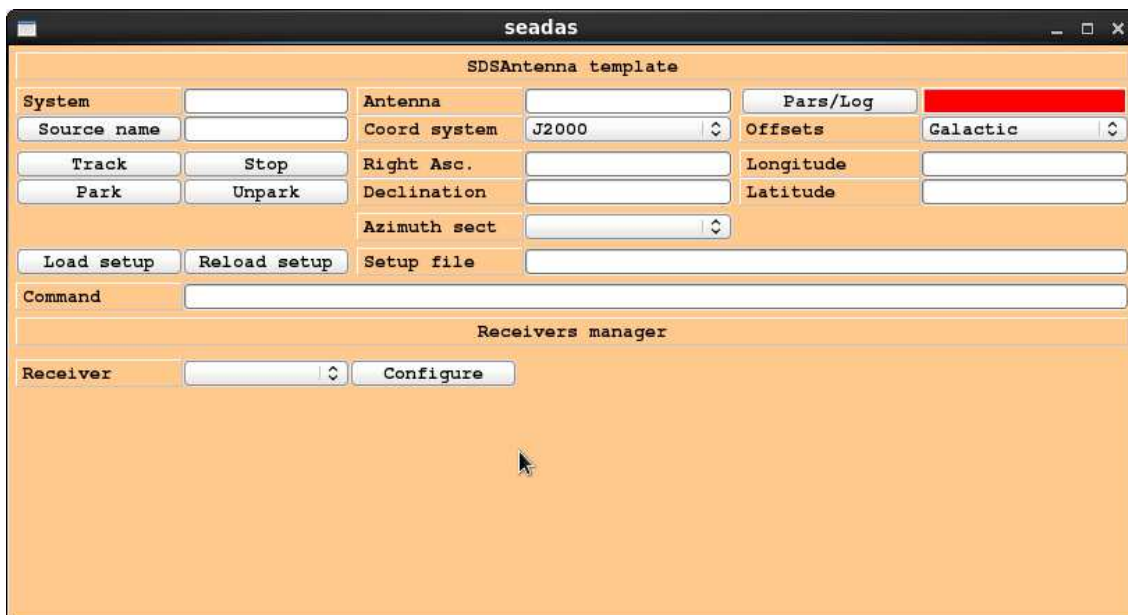 seadas
SDSAntenna template
System Antenna Pars/Log
Source name Coord system J2000 Offsets Galactic
Track Stop Right Asc. Longitude
Park Unpark Declination Latitude
Azimuth sect
Load setup Reload setup Setup file
Command
Receivers manager
Receiver Configure